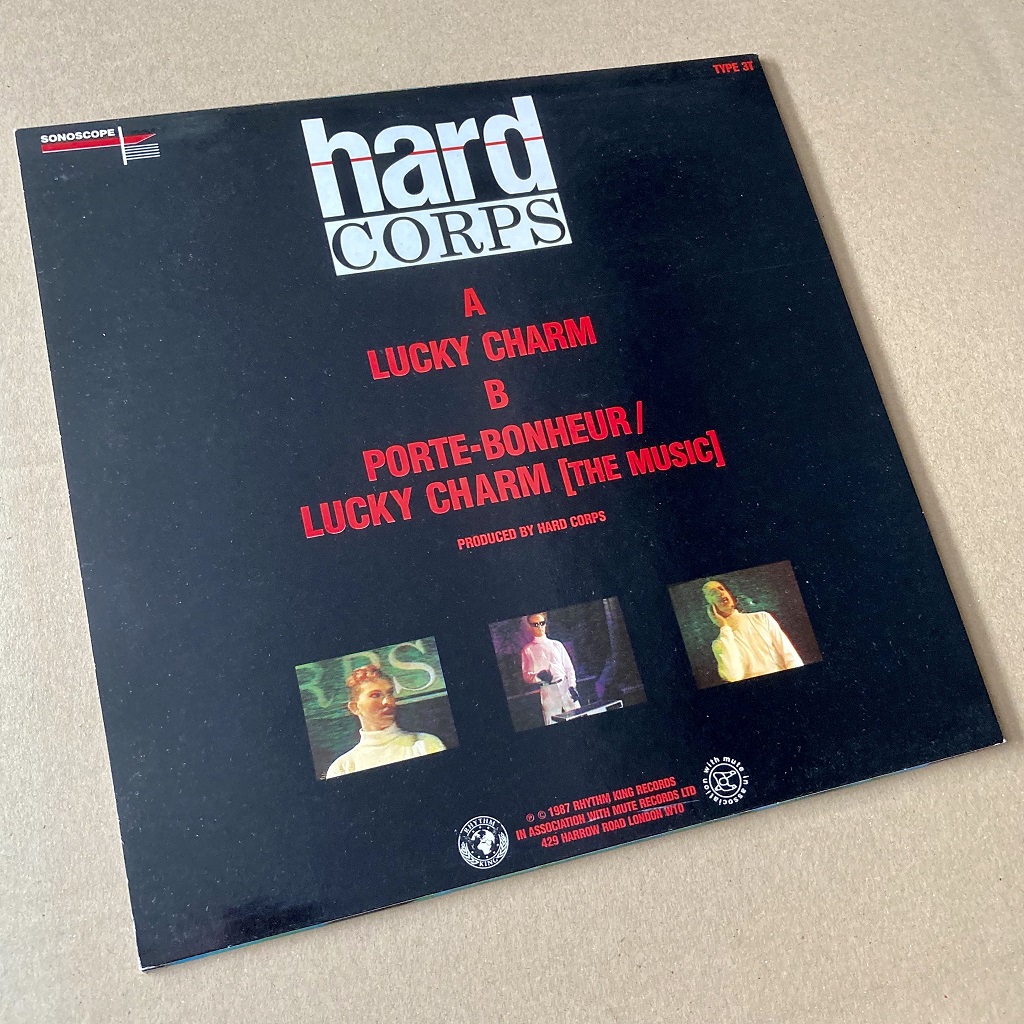 SONOSCOPE
TYPE 3T
hard
CORPS
A
LUCKY CHARM
B
PORTE-BONHEUR/
LUCKY CHARM [THE MUSIC]
PRODUCED BY HARD CORPS
RPS
℗ © 1987 RHYTHM KING RECORDS
IN ASSOCIATION WITH MUTE RECORDS LTD
429 HARROW ROAD LONDON W10
RHYTHM
KING
in association with mute